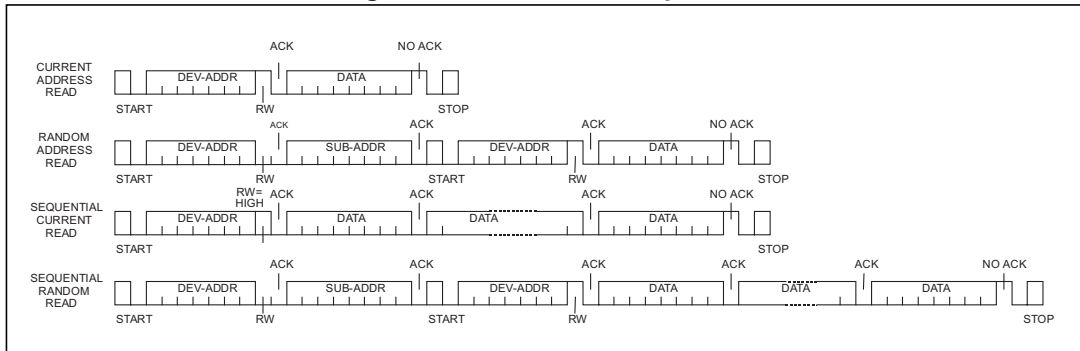 ACK NO ACK
CURRENT
ADDRESS
READ
DEV-ADDR DATA
START RW STOP
ACK ACK ACK NO ACK
RANDOM
ADDRESS
READ
DEV-ADDR SUB-ADDR DEV-ADDR DATA
START RW START RW STOP
RW=
HIGH
ACK ACK ACK NO ACK
SEQUENTIAL
CURRENT
READ
DEV-ADDR DATA DATA DATA
START STOP
ACK ACK ACK ACK ACK NO ACK
SEQUENTIAL
RANDOM
READ
DEV-ADDR SUB-ADDR DEV-ADDR DATA DATA DATA
START RW START RW STOP